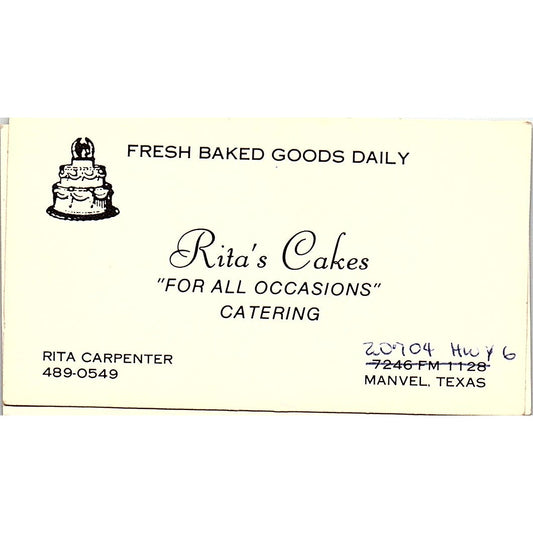 FRESH BAKED GOODS DAILY
Rita's Cakes
"FOR ALL OCCASIONS"
CATERING
RITA CARPENTER
489-0549
20704 HWY 6
7246 FM 1128
MANVEL, TEXAS